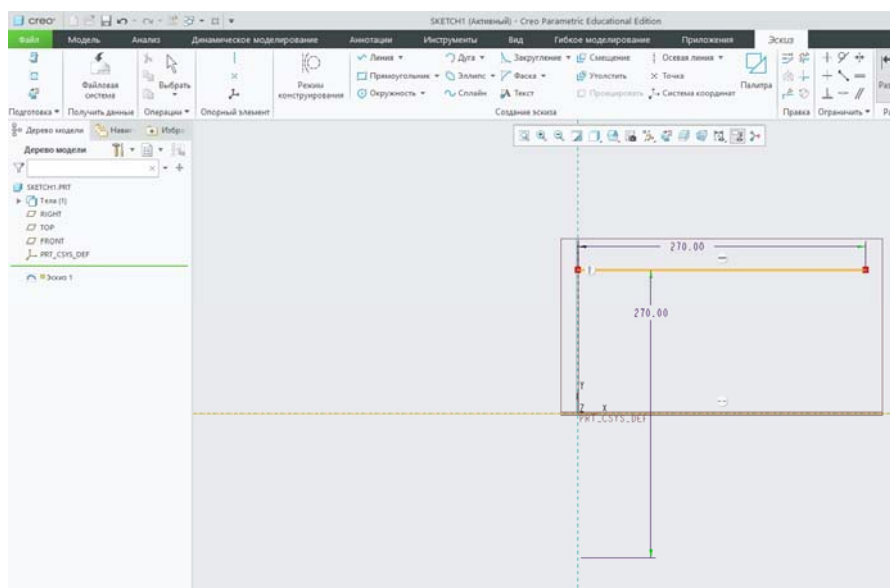 creo
SKETCH1 (Активный) - Creo Parametric Educational Edition
Файл Модель Анализ Динамическое моделирование Аннотации Инструменты Вид Гибкое моделирование Приложения Эскиз
Линия Дуга Закругление Смещение Осевая линия
Файловая система Выбрать Режим конструирования Прямоугольник Эллипс Фаска Утолстить Точка Палитра
Окружность Сплайн Текст Проецировать Система координат
Подготовка Получить данные Операции Опорный элемент Создание эскиза Правка Ограничить
Дерево модели
Дерево модели
SKETCH1.PRT
Тела (1)
RIGHT
TOP
FRONT
PRT_CSYS_DEF
Эскиз 1
270.00
270.00
Y
Z X
PRT_CSYS_DEF